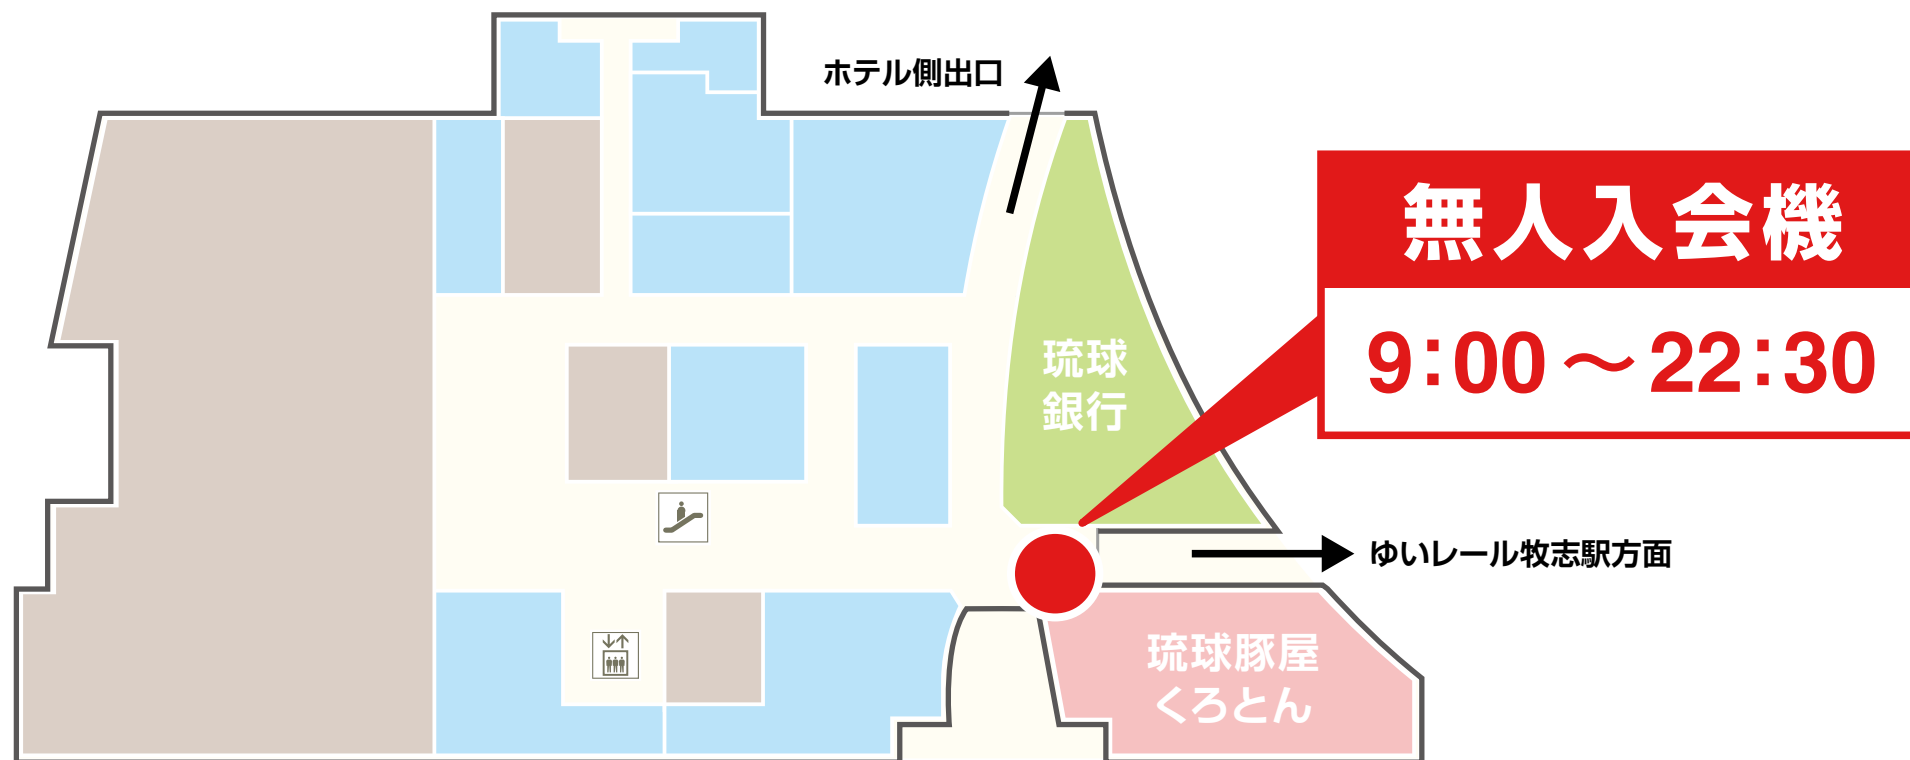 ホテル側出口
無人入会機
9:00～22:30
琉球
銀行
ゆいレール牧志駅方面
琉球豚屋
くろとん